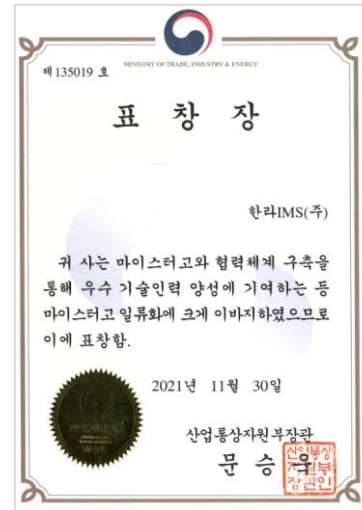 제 135019 호
MINISTRY OF TRADE, INDUSTRY & ENERGY
표 창 장
한라IMS(주)
귀 사는 마이스터고와 협력체계 구축을
통해 우수 기술인력 양성에 기여하는 등
마이스터고 일류화에 크게 이바지하였으므로
이에 표창함.
2021년 11월 30일
산업통상자원부장관
문 승 욱